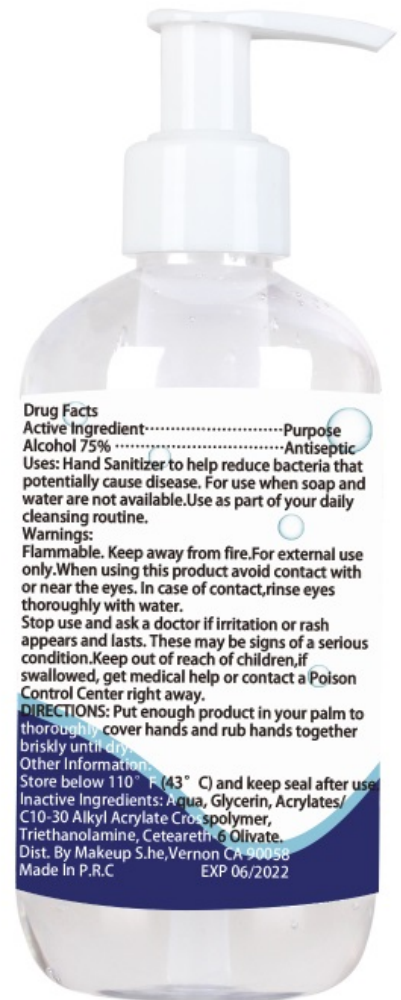 Drug Facts
Active Ingredient····························Purpose
Alcohol 75% ··································Antiseptic
Uses: Hand Sanitizer to help reduce bacteria that
potentially cause disease. For use when soap and
water are not available.Use as part of your daily
cleansing routine.
Warnings:
Flammable. Keep away from fire.For external use
only.When using this product avoid contact with
or near the eyes. In case of contact,rinse eyes
thoroughly with water.
Stop use and ask a doctor if irritation or rash
appears and lasts. These may be signs of a serious
condition.Keep out of reach of children,if
swallowed, get medical help or contact a Poison
Control Center right away.
DIRECTIONS: Put enough product in your palm to
thoroughly cover hands and rub hands together
briskly until dry.
Other Information:
Store below 110° F (43° C) and keep seal after use
Inactive Ingredients: Aqua, Glycerin, Acrylates/
C10-30 Alkyl Acrylate Crosspolymer,
Triethanolamine, Ceteareth-6 Olivate.
Dist. By Makeup S.he,Vernon CA 90058
Made In P.R.C EXP 06/2022